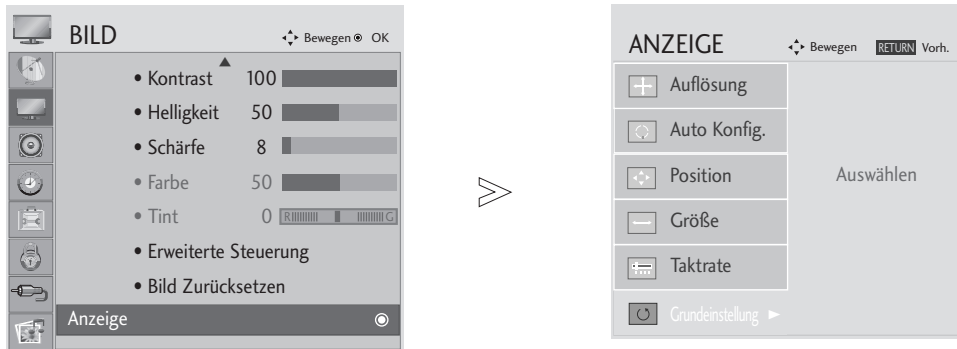 BILD
Bewegen OK
• Kontrast 100
• Helligkeit 50
• Schärfe 8
• Farbe 50
• Tint 0 R G
• Erweiterte Steuerung
• Bild Zurücksetzen
Anzeige
ANZEIGE
Bewegen RETURN Vorh.
Auflösung
Auto Konfig.
Position
Größe
Taktrate
Grundeinstellung
Auswählen